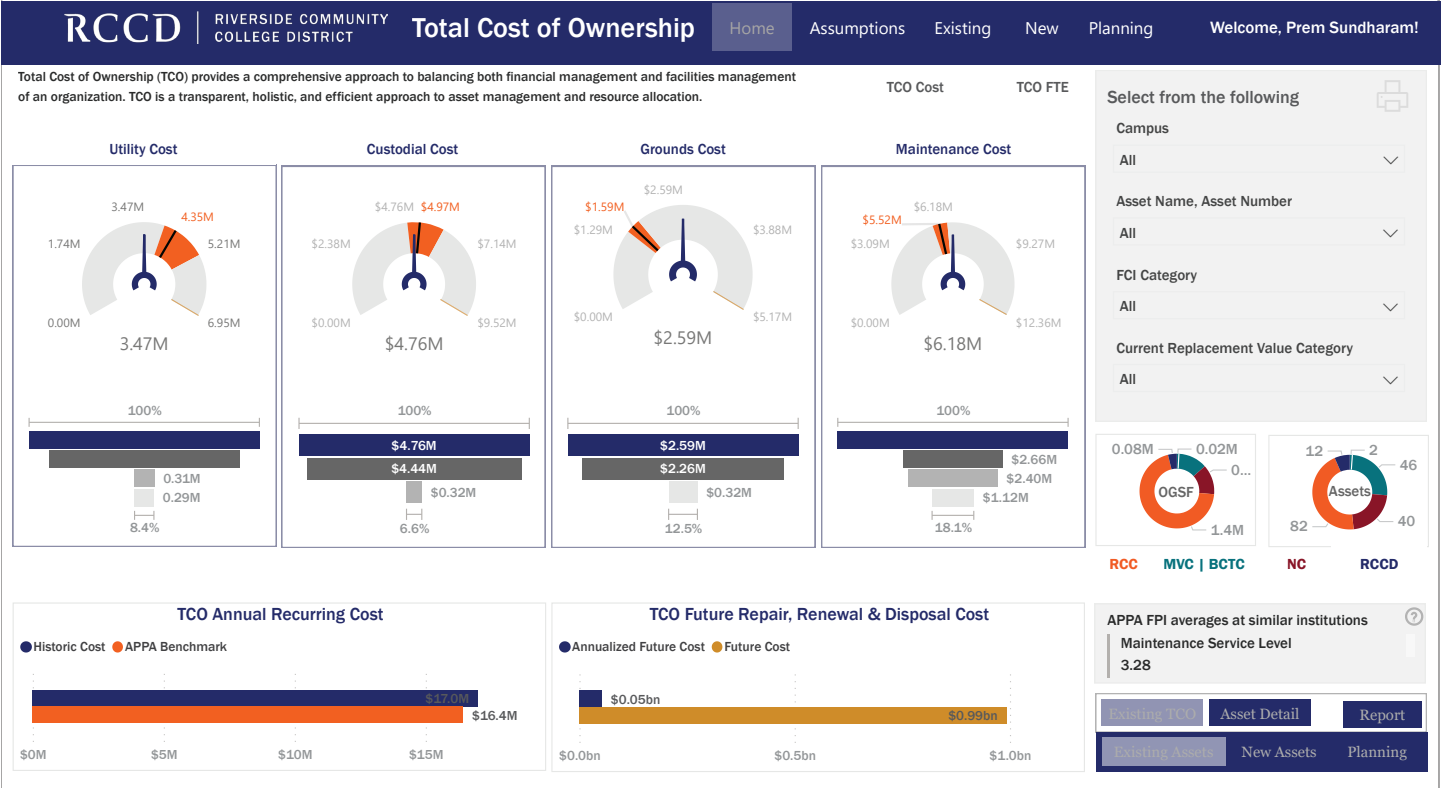 RCCD
RIVERSIDE COMMUNITY
COLLEGE DISTRICT
Total Cost of Ownership
Home
Assumptions
Existing
New
Planning
Welcome, Prem Sundharam!
Total Cost of Ownership (TCO) provides a comprehensive approach to balancing both financial management and facilities management
of an organization. TCO is a transparent, holistic, and efficient approach to asset management and resource allocation.
TCO Cost
TCO FTE
Utility Cost
3.47M
4.35M
1.74M
5.21M
0.00M
6.95M
3.47M
100%
0.31M
0.29M
8.4%
Custodial Cost
$4.76M
$4.97M
$2.38M
$7.14M
$0.00M
$9.52M
$4.76M
100%
$4.76M
$4.44M
$0.32M
6.6%
Grounds Cost
$2.59M
$1.59M
$1.29M
$3.88M
$0.00M
$5.17M
$2.59M
100%
$2.59M
$2.26M
$0.32M
12.5%
Maintenance Cost
$6.18M
$5.52M
$3.09M
$9.27M
$0.00M
$12.36M
$6.18M
100%
$2.66M
$2.40M
$1.12M
18.1%
Select from the following
Campus
All
Asset Name, Asset Number
All
FCI Category
All
Current Replacement Value Category
All
0.08M
0.02M
0...
OGSF
1.4M
12
2
46
Assets
40
82
RCC
MVC | BCTC
NC
RCCD
TCO Annual Recurring Cost
Historic Cost
APPA Benchmark
$17.0M
$16.4M
$0M
$5M
$10M
$15M
TCO Future Repair, Renewal & Disposal Cost
Annualized Future Cost
Future Cost
$0.05bn
$0.99bn
$0.0bn
$0.5bn
$1.0bn
APPA FPI averages at similar institutions
?
Maintenance Service Level
3.28
Existing TCO
Asset Detail
Report
Existing Assets
New Assets
Planning